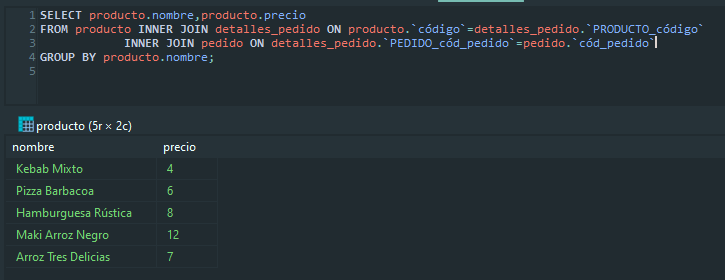 1 SELECT producto.nombre,producto.precio
2 FROM producto INNER JOIN detalles_pedido ON producto.`código`=detalles_pedido.`PRODUCTO_código`
3 INNER JOIN pedido ON detalles_pedido.`PEDIDO_cód_pedido`=pedido.`cód_pedido`
4 GROUP BY producto.nombre;
5
producto (5r × 2c)
nombre precio
Kebab Mixto 4
Pizza Barbacoa 6
Hamburguesa Rústica 8
Maki Arroz Negro 12
Arroz Tres Delicias 7